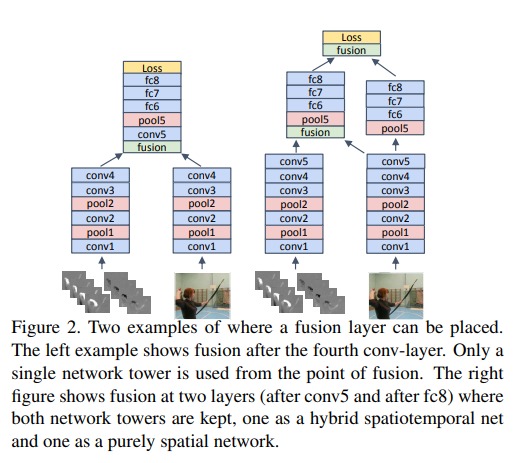 Loss
fc8
fc7
fc6
pool5
conv5
fusion
conv4
conv3
pool2
conv2
pool1
conv1
conv4
conv3
pool2
conv2
pool1
conv1
Loss
fusion
fc8
fc7
fc6
pool5
fusion
fc8
fc7
fc6
pool5
conv5
conv4
conv3
pool2
conv2
pool1
conv1
conv5
conv4
conv3
pool2
conv2
pool1
conv1
Figure 2. Two examples of where a fusion layer can be placed.
The left example shows fusion after the fourth conv-layer. Only a
single network tower is used from the point of fusion. The right
figure shows fusion at two layers (after conv5 and after fc8) where
both network towers are kept, one as a hybrid spatiotemporal net
and one as a purely spatial network.